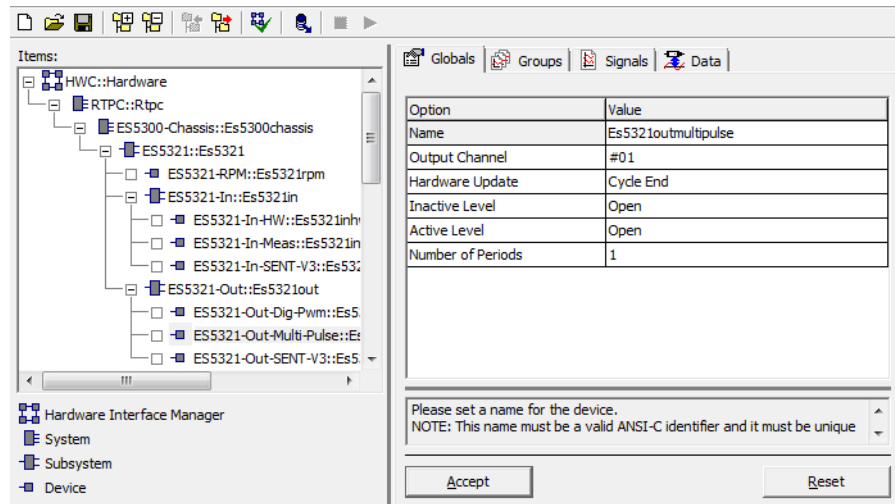 Items:
HWC::Hardware
RTPC::Rtpc
ES5300-Chassis::Es5300chassis
ES5321::Es5321
ES5321-RPM::Es5321rpm
ES5321-In::Es5321in
ES5321-In-HW::Es5321inh
ES5321-In-Meas::Es5321in
ES5321-In-SENT-V3::Es532
ES5321-Out::Es5321out
ES5321-Out-Dig-Pwm::Es5
ES5321-Out-Multi-Pulse::Es
ES5321-Out-SENT-V3::Es5
Hardware Interface Manager
System
Subsystem
Device
Globals Groups Signals Data
Option Value
Name Es5321outmultipulse
Output Channel #01
Hardware Update Cycle End
Inactive Level Open
Active Level Open
Number of Periods 1
Please set a name for the device.
NOTE: This name must be a valid ANSI-C identifier and it must be unique
Accept Reset